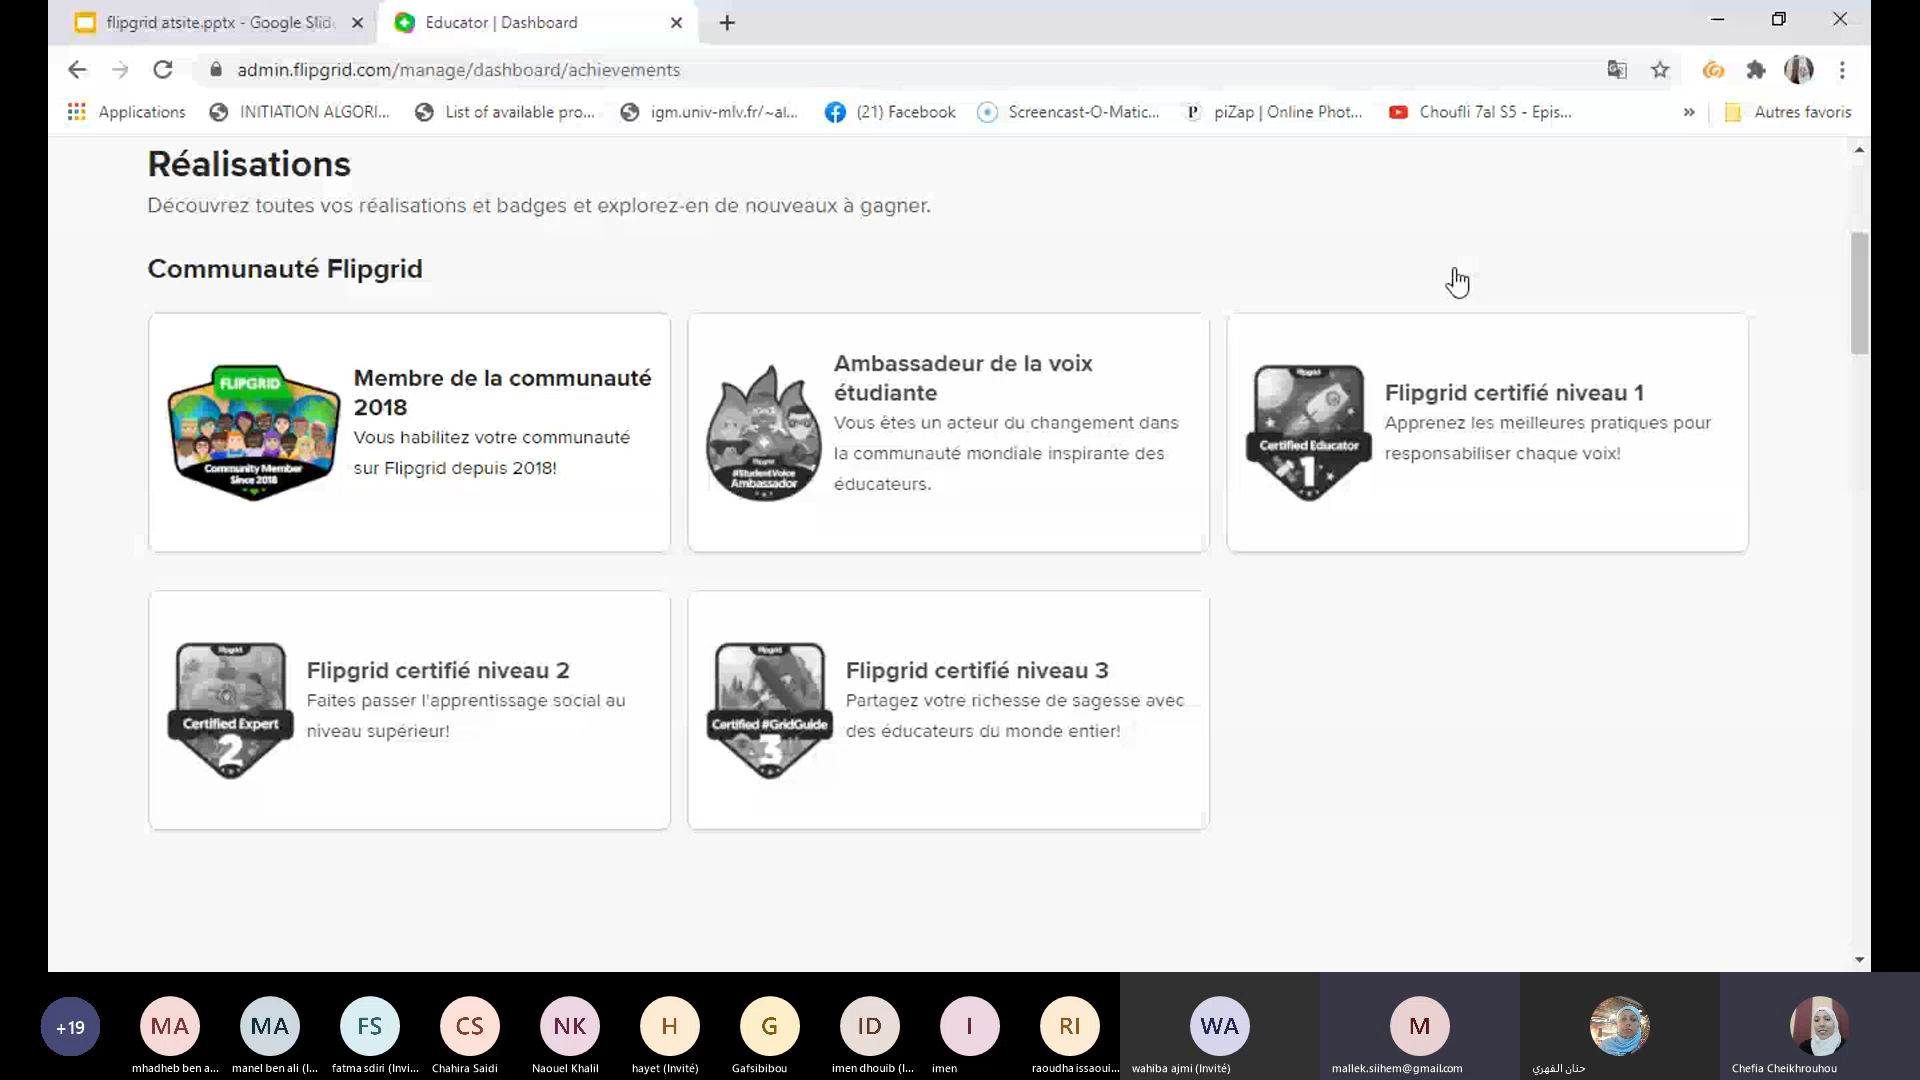 flipgrid atsite.pptx - Google Slid
Educator | Dashboard
admin.flipgrid.com/manage/dashboard/achievements
Applications
INITIATION ALGORI...
List of available pro...
igm.univ-mlv.fr/~al...
(21) Facebook
Screencast-O-Matic...
piZap | Online Phot...
Choufli 7al S5 - Epis...
»
Autres favoris
Réalisations
Découvrez toutes vos réalisations et badges et explorez-en de nouveaux à gagner.
Communauté Flipgrid
FLIPGRID
Community Member
Since 2018
Membre de la communauté
2018
Vous habilitez votre communauté
sur Flipgrid depuis 2018!
#StudentVoice
Ambassador
Ambassadeur de la voix
étudiante
Vous êtes un acteur du changement dans
la communauté mondiale inspirante des
éducateurs.
Flipgrid
Certified Educator
1
Flipgrid certifié niveau 1
Apprenez les meilleures pratiques pour
responsabiliser chaque voix!
Flipgrid
Certified Expert
2
Flipgrid certifié niveau 2
Faites passer l'apprentissage social au
niveau supérieur!
Flipgrid
Certified #GridGuide
3
Flipgrid certifié niveau 3
Partagez votre richesse de sagesse avec
des éducateurs du monde entier!
+19
MA
MA
FS
CS
NK
H
G
ID
I
RI
WA
M
mhadheb ben a...
manel ben ali (I...
fatma sdiri (Invi...
Chahira Saidi
Naouel Khalil
hayet (Invité)
Gafsibibou
imen dhouib (I...
imen
raoudha issaoui...
wahiba ajmi (Invité)
mallek.siihem@gmail.com
حنان الفهري
Chefia Cheikhrouhou